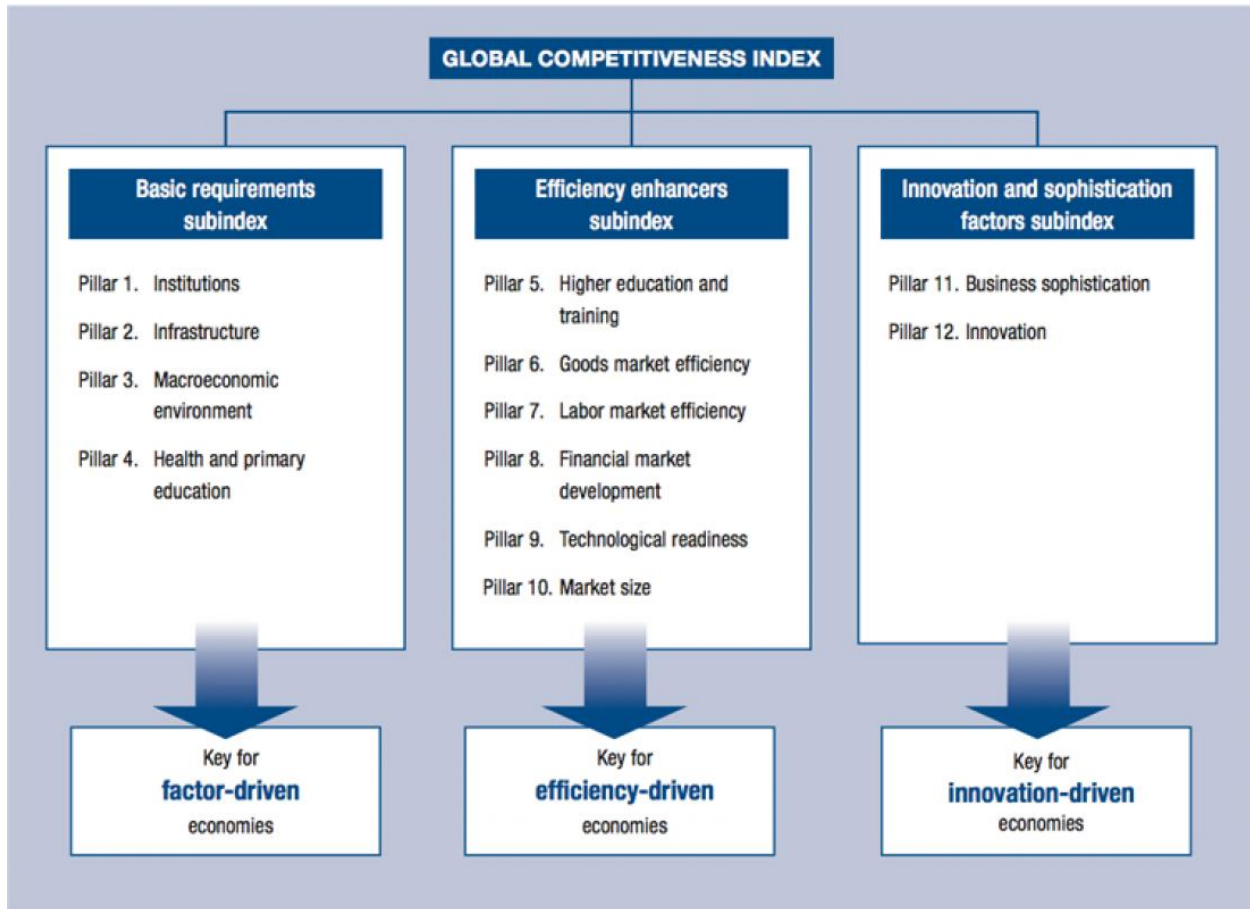 GLOBAL COMPETITIVENESS INDEX
Basic requirements
subindex
Pillar 1. Institutions
Pillar 2. Infrastructure
Pillar 3. Macroeconomic
environment
Pillar 4. Health and primary
education
Key for
factor-driven
economies
Efficiency enhancers
subindex
Pillar 5. Higher education and
training
Pillar 6. Goods market efficiency
Pillar 7. Labor market efficiency
Pillar 8. Financial market
development
Pillar 9. Technological readiness
Pillar 10. Market size
Key for
efficiency-driven
economies
Innovation and sophistication
factors subindex
Pillar 11. Business sophistication
Pillar 12. Innovation
Key for
innovation-driven
economies